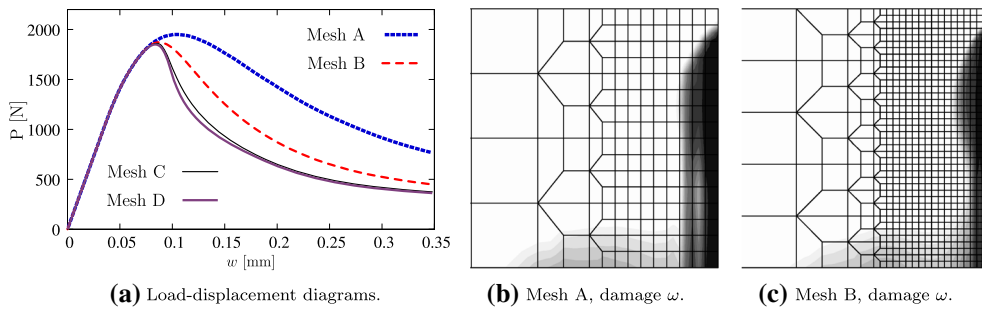 2000
1500
1000
500
0
P [N]
Mesh A
Mesh B
Mesh C
Mesh D
0 0.05 0.1 0.15 0.2 0.25 0.3 0.35
w [mm]
(a) Load-displacement diagrams.
(b) Mesh A, damage ω.
(c) Mesh B, damage ω.